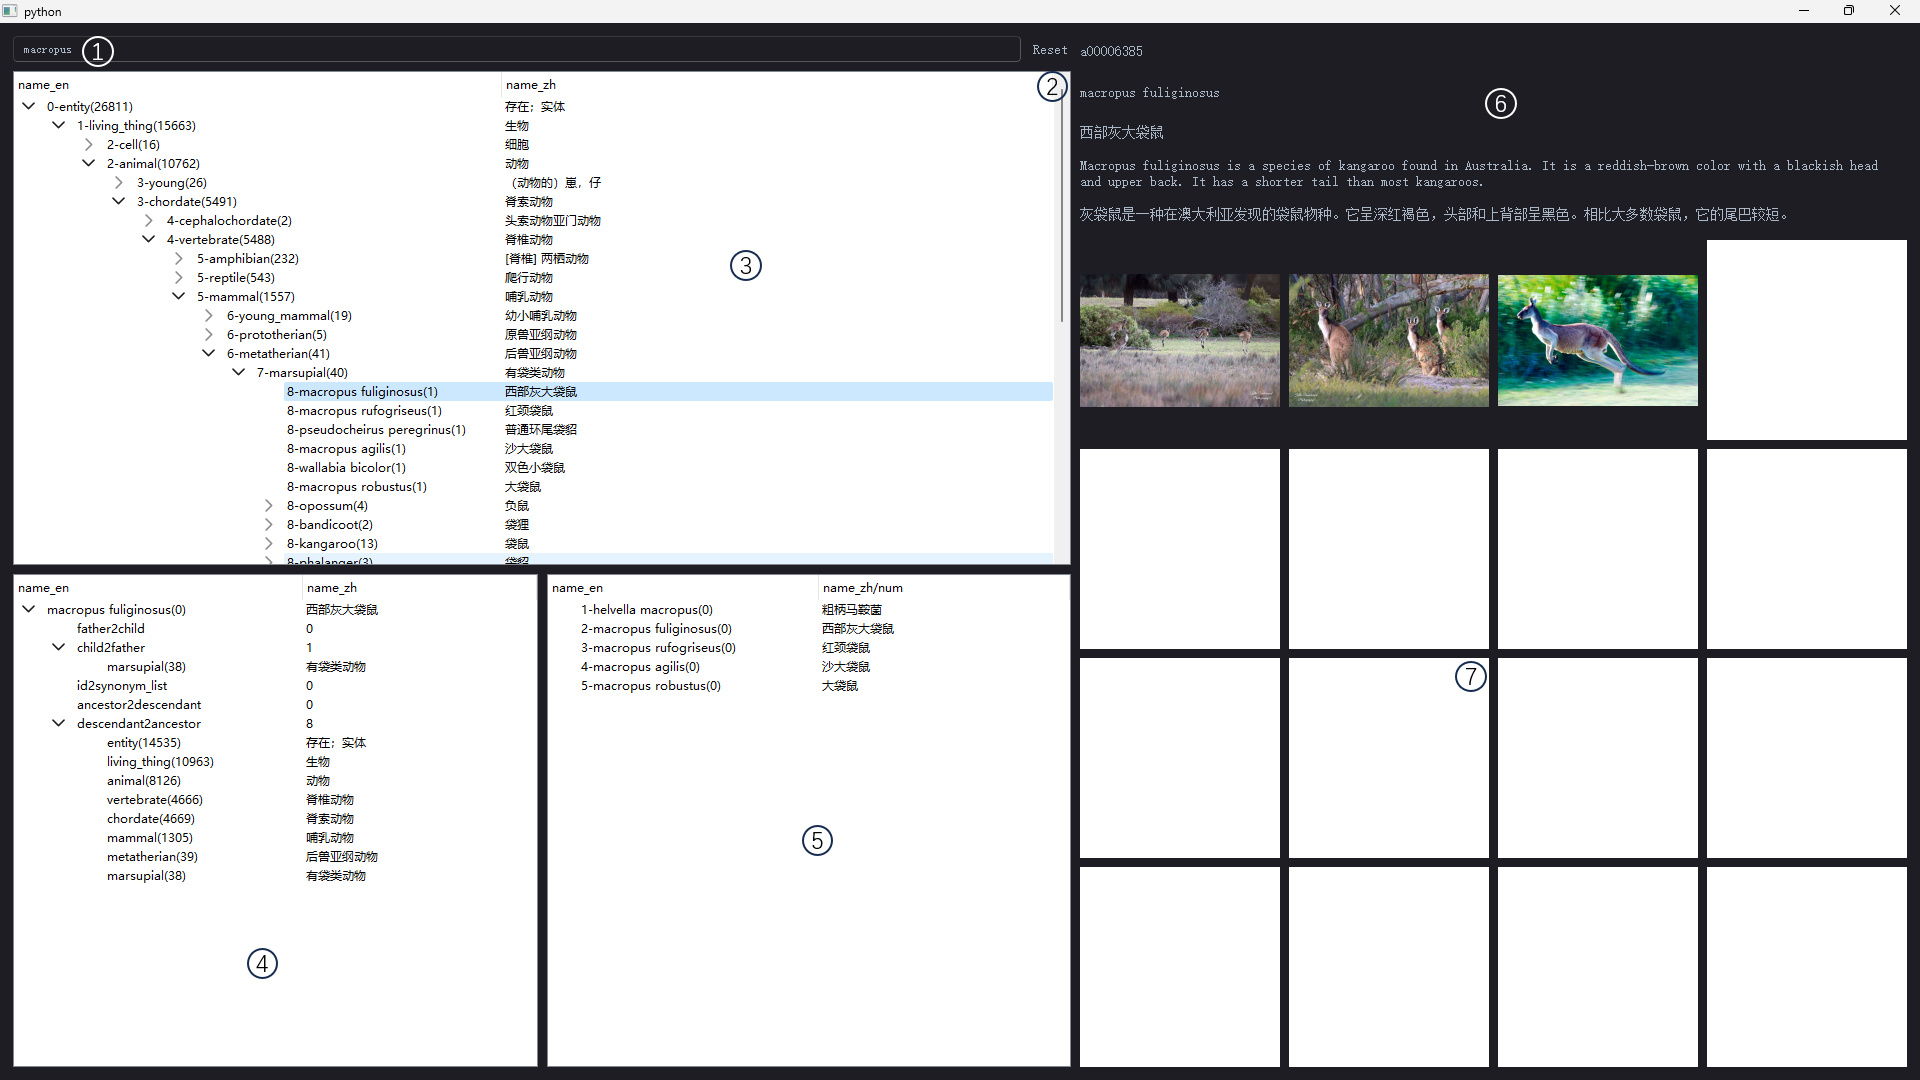 python
macropus ①
Reset
a00006385
name_en name_zh ②
0-entity(26811) 存在；实体
1-living_thing(15663) 生物
2-cell(16) 细胞
2-animal(10762) 动物
3-young(26) （动物的）崽，仔
3-chordate(5491) 脊索动物
4-cephalochordate(2) 头索动物亚门动物
4-vertebrate(5488) 脊椎动物
5-amphibian(232) [脊椎] 两栖动物
③
5-reptile(543) 爬行动物
5-mammal(1557) 哺乳动物
6-young_mammal(19) 幼小哺乳动物
6-prototherian(5) 原兽亚纲动物
6-metatherian(41) 后兽亚纲动物
7-marsupial(40) 有袋类动物
8-macropus fuliginosus(1) 西部灰大袋鼠
8-macropus rufogriseus(1) 红颈袋鼠
8-pseudocheirus peregrinus(1) 普通环尾袋貂
8-macropus agilis(1) 沙大袋鼠
8-wallabia bicolor(1) 双色小袋鼠
8-macropus robustus(1) 大袋鼠
8-opossum(4) 负鼠
8-bandicoot(2) 袋狸
8-kangaroo(13) 袋鼠
8-phalanger(3) 袋貂
name_en name_zh
macropus fuliginosus(0) 西部灰大袋鼠
father2child 0
child2father 1
marsupial(38) 有袋类动物
id2synonym_list 0
ancestor2descendant 0
descendant2ancestor 8
entity(14535) 存在；实体
living_thing(10963) 生物
animal(8126) 动物
vertebrate(4666) 脊椎动物
chordate(4669) 脊索动物
mammal(1305) 哺乳动物
metatherian(39) 后兽亚纲动物
marsupial(38) 有袋类动物
④
name_en name_zh/num
1-helvella macropus(0) 粗柄马鞍菌
2-macropus fuliginosus(0) 西部灰大袋鼠
3-macropus rufogriseus(0) 红颈袋鼠
4-macropus agilis(0) 沙大袋鼠
5-macropus robustus(0) 大袋鼠
⑤
macropus fuliginosus
⑥
西部灰大袋鼠
Macropus fuliginosus is a species of kangaroo found in Australia. It is a reddish-brown color with a blackish head
and upper back. It has a shorter tail than most kangaroos.
灰袋鼠是一种在澳大利亚发现的袋鼠物种。它呈深红褐色，头部和上背部呈黑色。相比大多数袋鼠，它的尾巴较短。
⑦